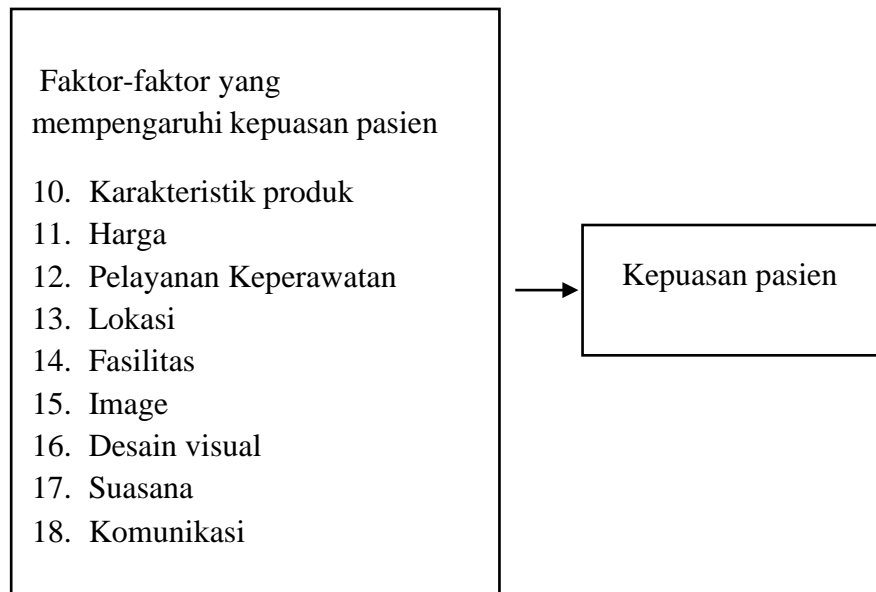 Faktor-faktor yang
mempengaruhi kepuasan pasien
10. Karakteristik produk
11. Harga
12. Pelayanan Keperawatan
13. Lokasi
14. Fasilitas
15. Image
16. Desain visual
17. Suasana
18. Komunikasi
Kepuasan pasien